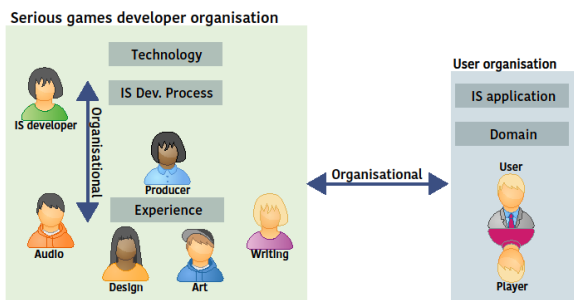 Serious games developer organisation
Technology
IS Dev. Process
IS developer
Organisational
Producer
Experience
Audio
Design
Art
Writing
Organisational
User organisation
IS application
Domain
User
Player